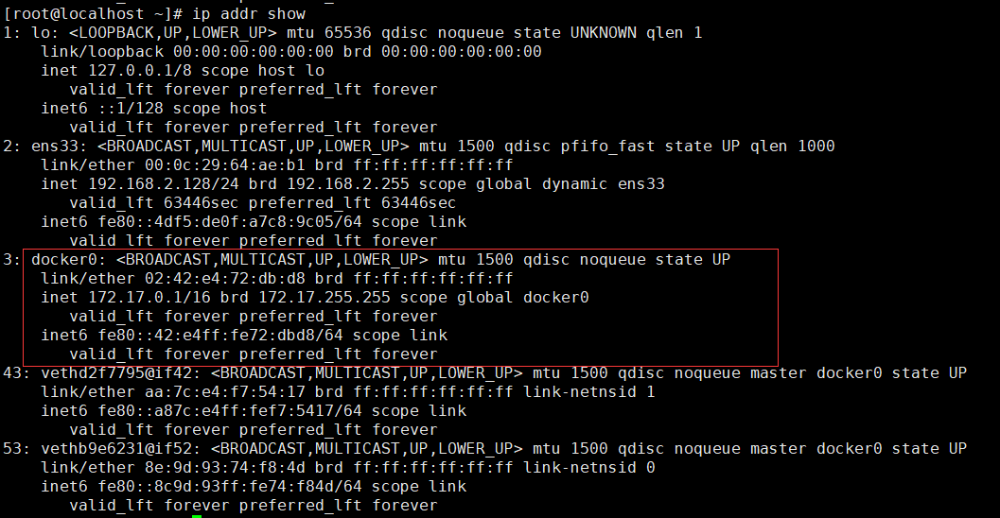 [root@localhost ~]# ip addr show
1: lo: <LOOPBACK,UP,LOWER_UP> mtu 65536 qdisc noqueue state UNKNOWN qlen 1
    link/loopback 00:00:00:00:00:00 brd 00:00:00:00:00:00
    inet 127.0.0.1/8 scope host lo
       valid_lft forever preferred_lft forever
    inet6 ::1/128 scope host
       valid_lft forever preferred_lft forever
2: ens33: <BROADCAST,MULTICAST,UP,LOWER_UP> mtu 1500 qdisc pfifo_fast state UP qlen 1000
    link/ether 00:0c:29:64:ae:b1 brd ff:ff:ff:ff:ff:ff
    inet 192.168.2.128/24 brd 192.168.2.255 scope global dynamic ens33
       valid_lft 63446sec preferred_lft 63446sec
    inet6 fe80::4df5:de0f:a7c8:9c05/64 scope link
       valid_lft forever preferred_lft forever
3: docker0: <BROADCAST,MULTICAST,UP,LOWER_UP> mtu 1500 qdisc noqueue state UP
    link/ether 02:42:e4:72:db:d8 brd ff:ff:ff:ff:ff:ff
    inet 172.17.0.1/16 brd 172.17.255.255 scope global docker0
       valid_lft forever preferred_lft forever
    inet6 fe80::42:e4ff:fe72:dbd8/64 scope link
       valid_lft forever preferred_lft forever
43: vethd2f7795@if42: <BROADCAST,MULTICAST,UP,LOWER_UP> mtu 1500 qdisc noqueue master docker0 state UP
    link/ether aa:7c:e4:f7:54:17 brd ff:ff:ff:ff:ff:ff link-netnsid 1
    inet6 fe80::a87c:e4ff:fef7:5417/64 scope link
       valid_lft forever preferred_lft forever
53: vethb9e6231@if52: <BROADCAST,MULTICAST,UP,LOWER_UP> mtu 1500 qdisc noqueue master docker0 state UP
    link/ether 8e:9d:93:74:f8:4d brd ff:ff:ff:ff:ff:ff link-netnsid 0
    inet6 fe80::8c9d:93ff:fe74:f84d/64 scope link
       valid_lft forever preferred_lft forever